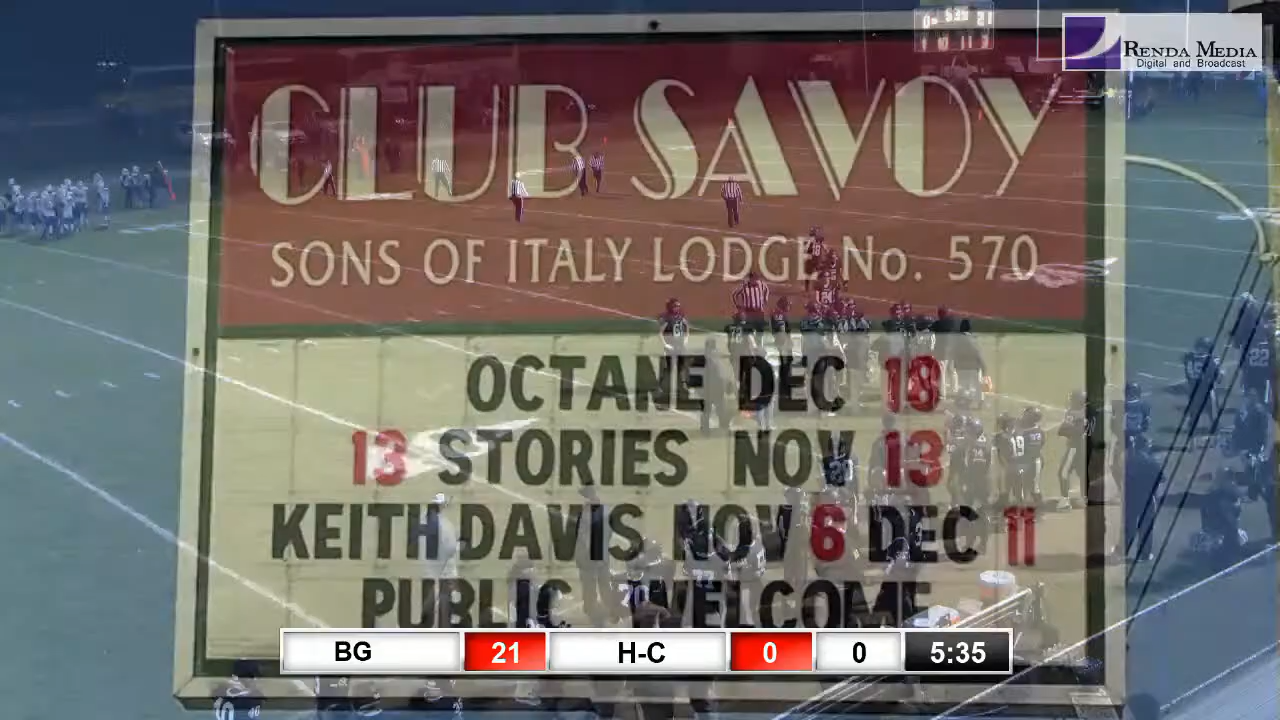 RENDA MEDIA
Digital and Broadcast
CLUB SAVOY
SONS OF ITALY LODGE No. 570
OCTANE DEC 18
13 STORIES NOV 13
KEITH DAVIS NOV 6 DEC 11
PUBLIC WELCOME
BG 21 H-C 0 0 5:35